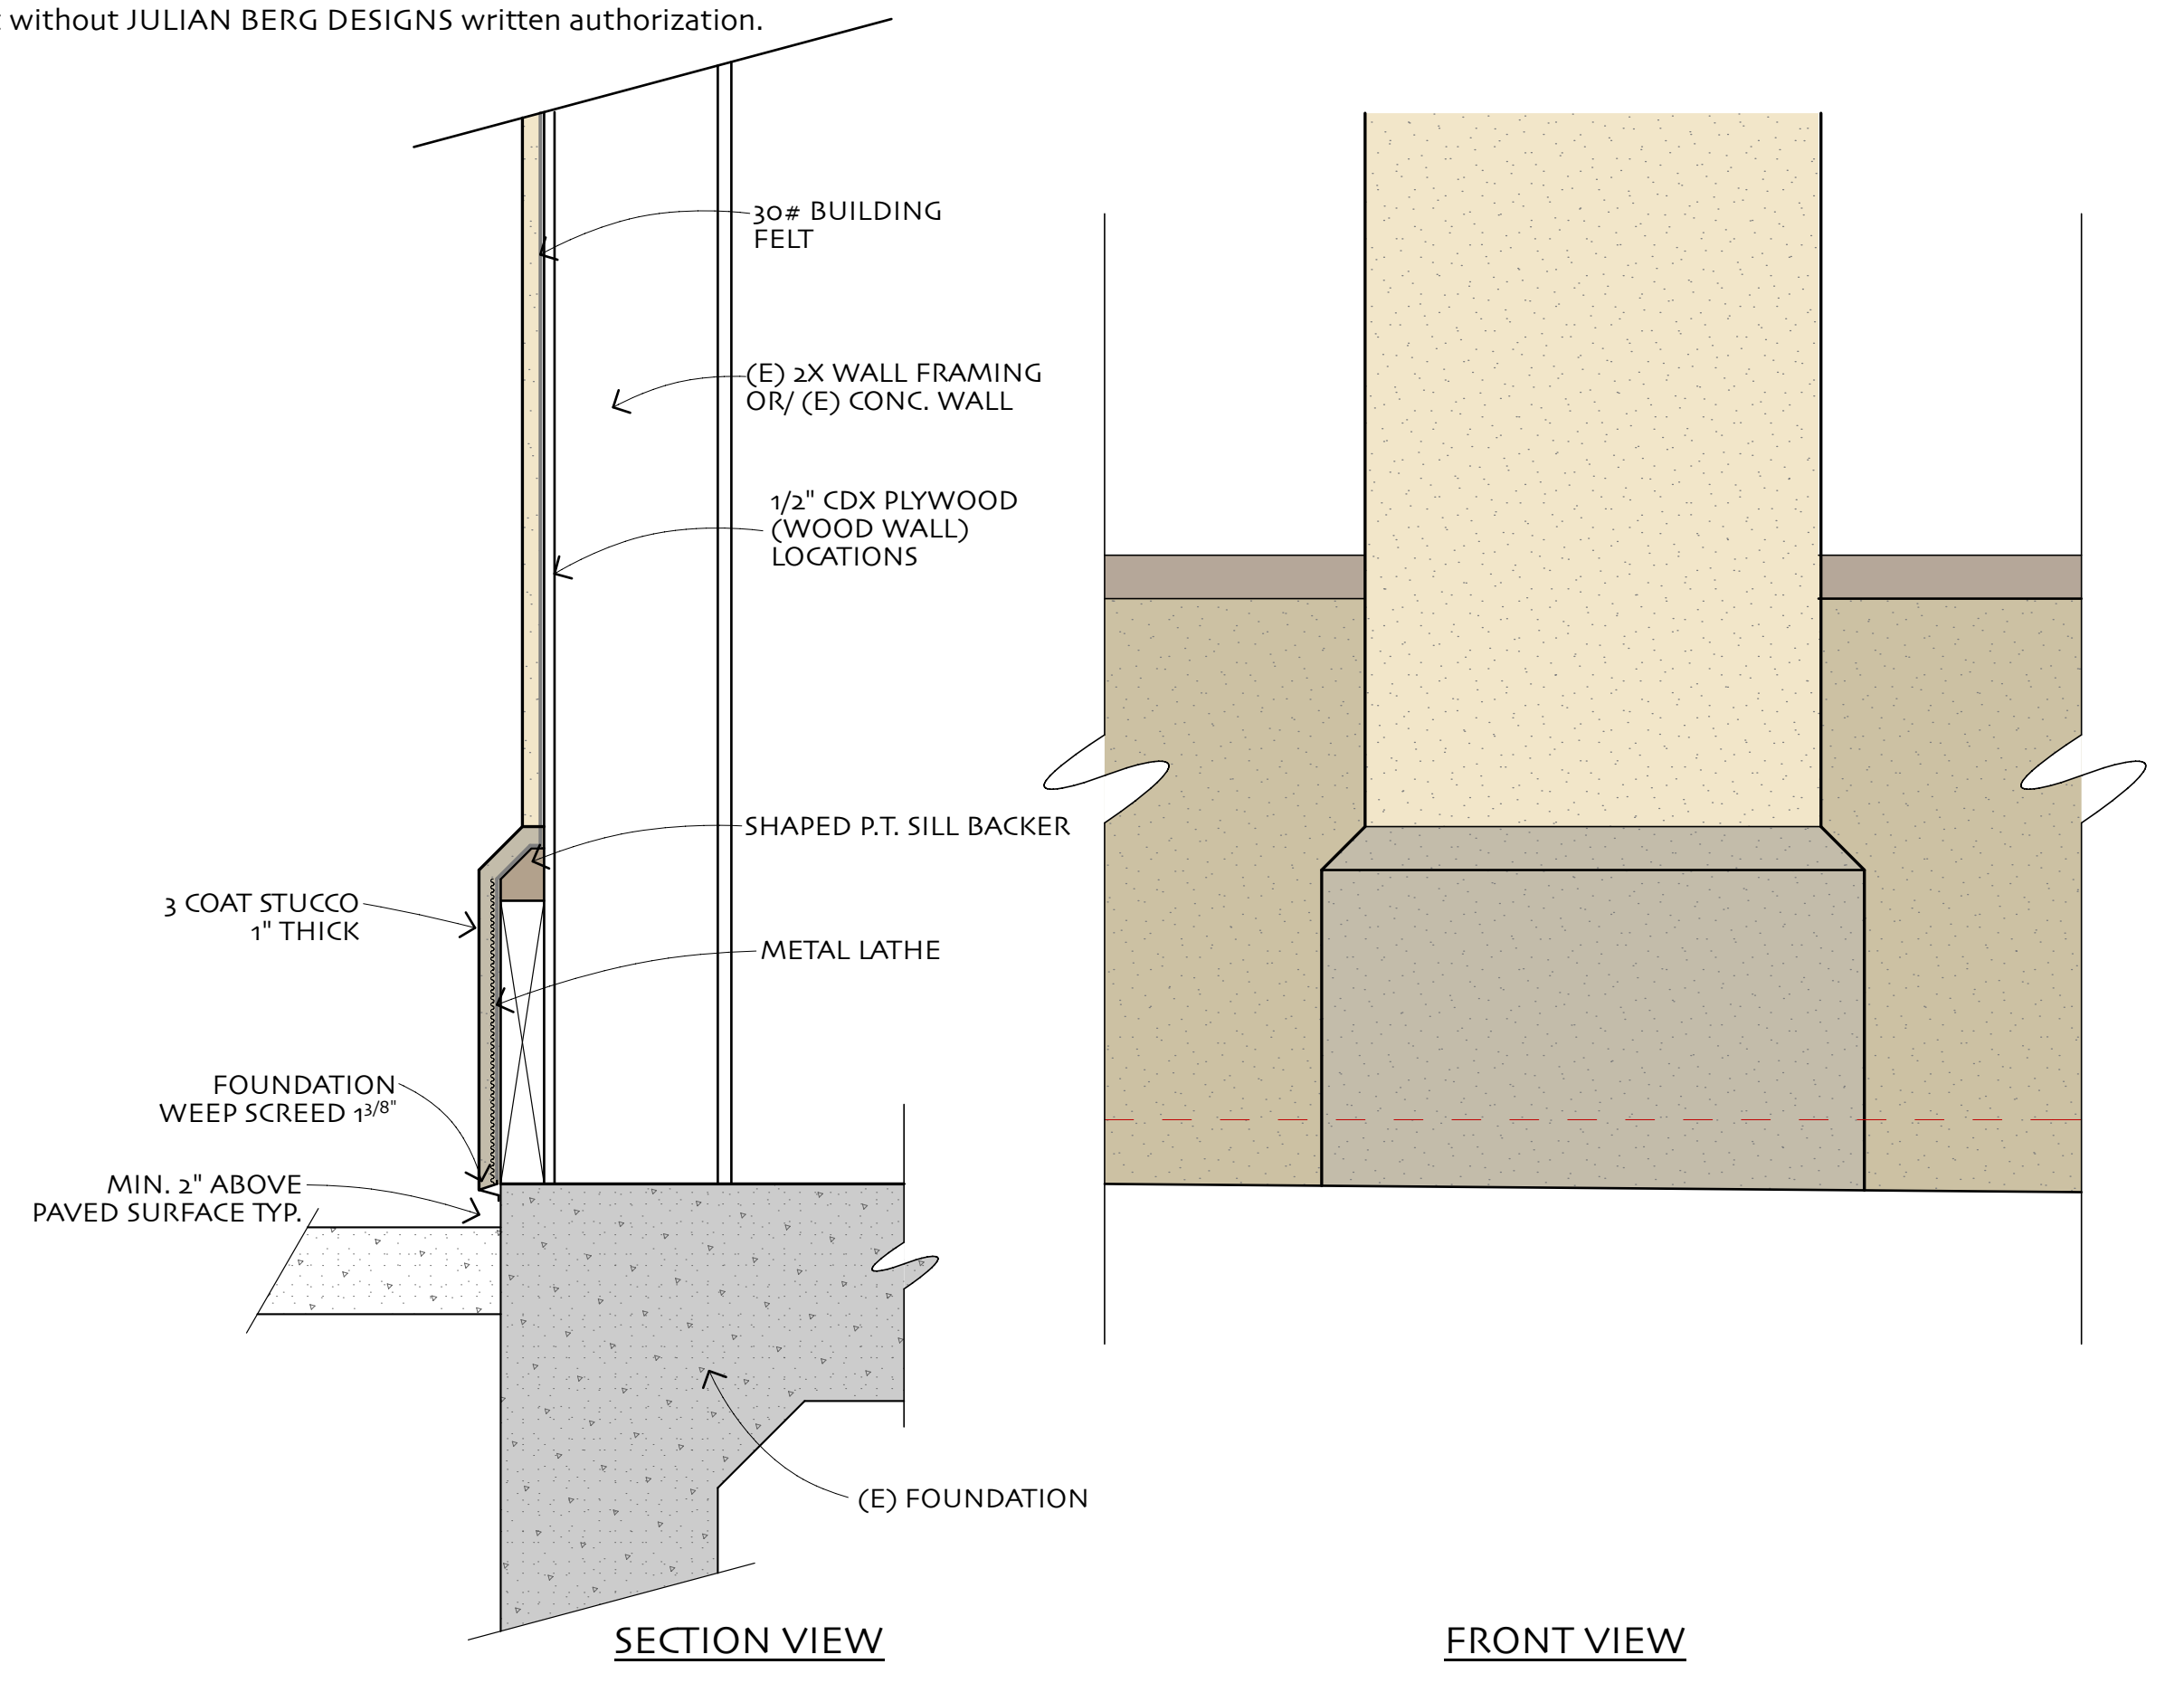 without JULIAN BERG DESIGNS written authorization.
30# BUILDING
FELT
(E) 2X WALL FRAMING
OR/ (E) CONC. WALL
1/2" CDX PLYWOOD
(WOOD WALL)
LOCATIONS
SHAPED P.T. SILL BACKER
3 COAT STUCCO
1" THICK
METAL LATHE
FOUNDATION
WEEP SCREED 1 3/8"
MIN. 2" ABOVE
PAVED SURFACE TYP.
(E) FOUNDATION
SECTION VIEW
FRONT VIEW